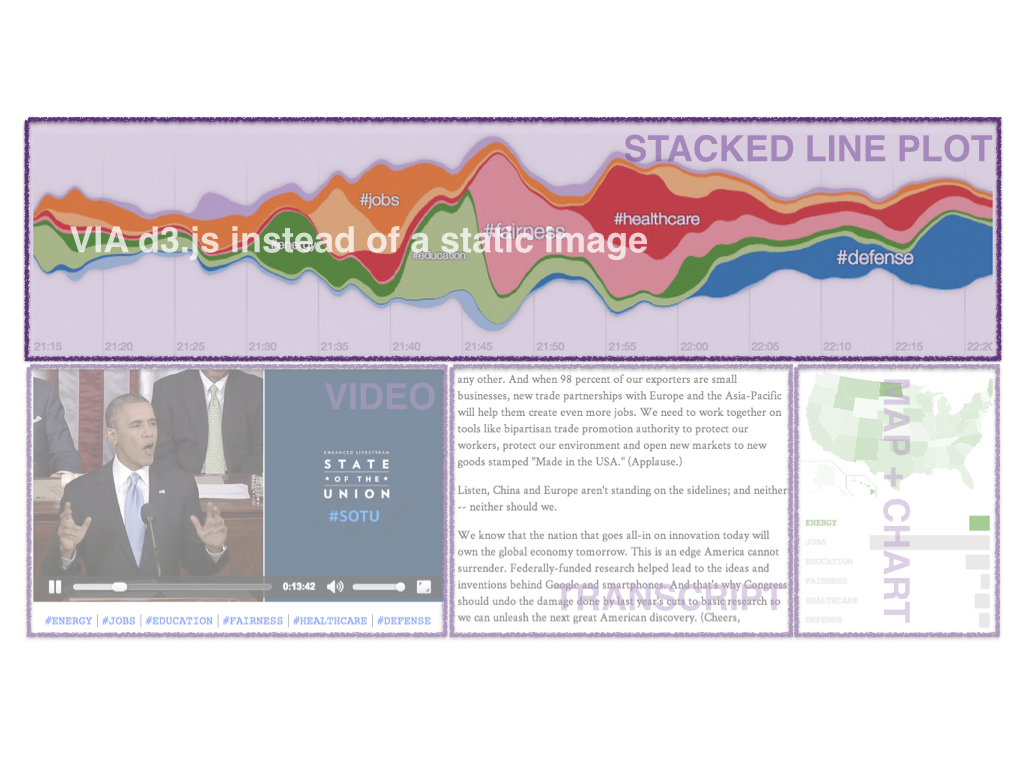 STACKED LINE PLOT
#jobs
#healthcare
#fairness
VIA d3.js instead of a static image
#energy
#education
#defense
21:15 21:20 21:25 21:30 21:35 21:40 21:45 21:50 21:55 22:00 22:05 22:10 22:15 22:20
VIDEO
ENHANCED LIVESTREAM
STATE
OF THE
UNION
#SOTU
0:13:42
#ENERGY | #JOBS | #EDUCATION | #FAIRNESS | #HEALTHCARE | #DEFENSE
any other. And when 98 percent of our exporters are small
businesses, new trade partnerships with Europe and the Asia-Pacific
will help them create even more jobs. We need to work together on
tools like bipartisan trade promotion authority to protect our
workers, protect our environment and open new markets to new
goods stamped "Made in the USA." (Applause.)
Listen, China and Europe aren't standing on the sidelines; and neither
-- neither should we.
We know that the nation that goes all-in on innovation today will
own the global economy tomorrow. This is an edge America cannot
surrender. Federally-funded research helped lead to the ideas and
inventions behind Google and smartphones. And that's why Congress
should undo the damage done by last year's cuts to basic research so
we can unleash the next great American discovery. (Cheers,
TRANSCRIPT
MAP + CHART
ENERGY
JOBS
EDUCATION
FAIRNESS
HEALTHCARE
DEFENSE